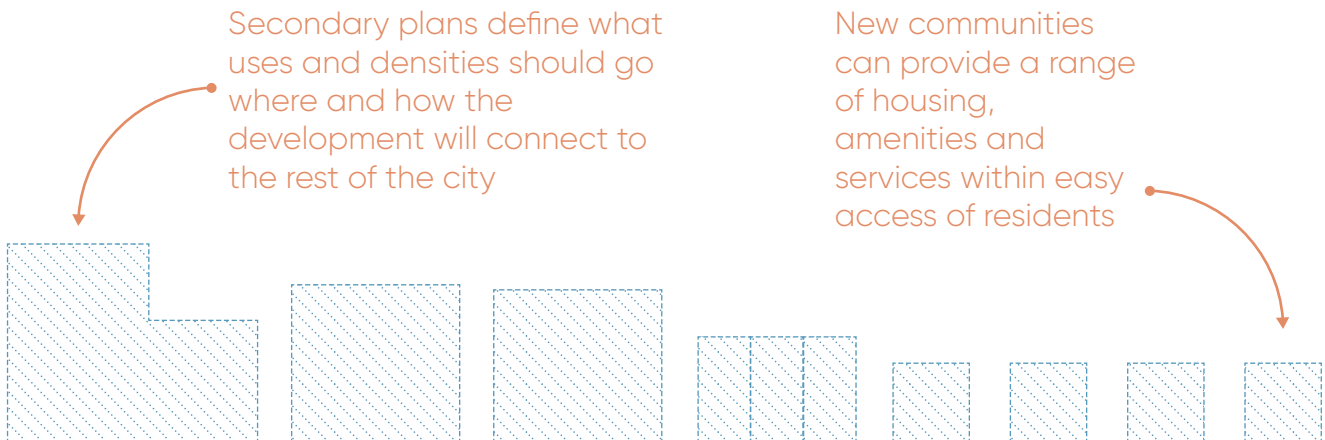 Secondary plans define what
uses and densities should go
where and how the
development will connect to
the rest of the city
New communities
can provide a range
of housing,
amenities and
services within easy
access of residents